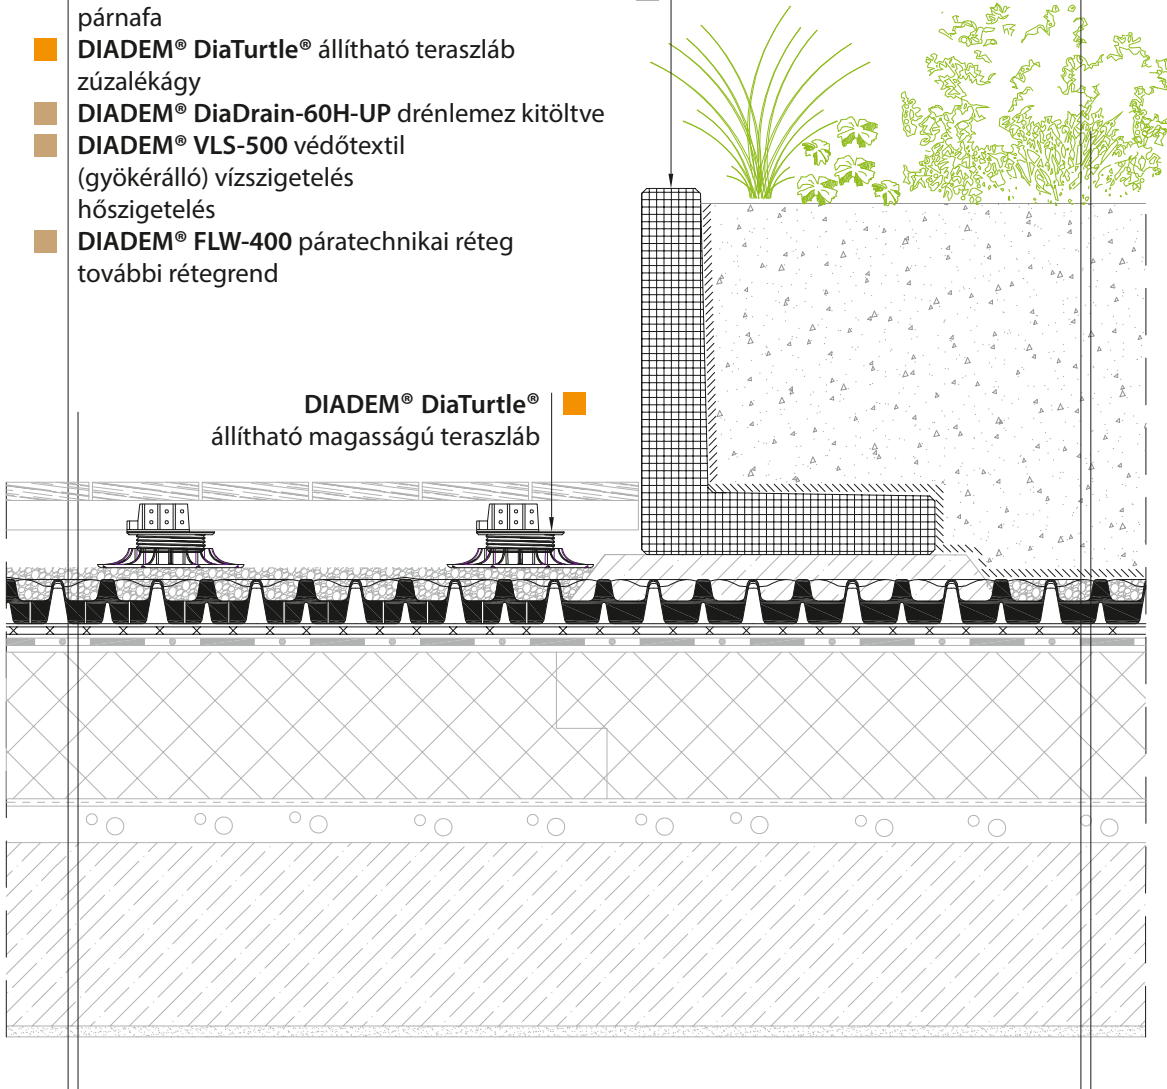 párnafa
DIADEM® DiaTurtle® állítható teraszláb
zúzalékágy
DIADEM® DiaDrain-60H-UP drénlemez kitöltve
DIADEM® VLS-500 védőtextil
(gyökérálló) vízszigetelés
hőszigetelés
DIADEM® FLW-400 páratechnikai réteg
további rétegrend
DIADEM® DiaTurtle®
állítható magasságú teraszláb